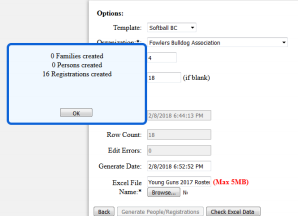 Options:
Template: Softball BC
Organization:* Fowlers Bulldog Association
4
18 (if blank)
0 Families created
0 Persons created
16 Registrations created
OK
2/8/2018 6:44:13 PM
Row Count: 18
Edit Errors: 0
Generate Date: 2/8/2018 6:52:52 PM
Excel File Young Guns 2017 Roster (Max 5MB)
Name:* Browse...
Back Generate People/Registrations Check Excel Data